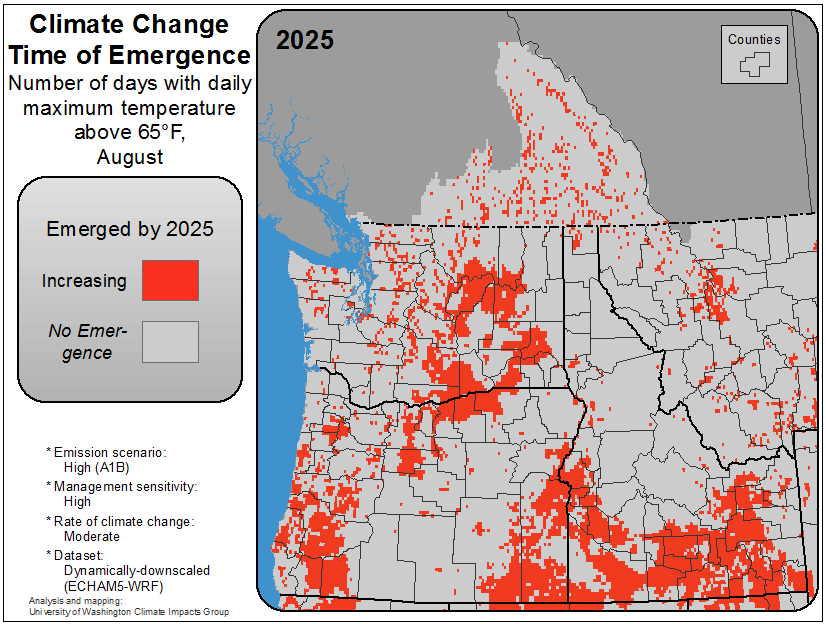 Climate Change
Time of Emergence
Number of days with daily
maximum temperature
above 65°F,
August
Emerged by 2025
Increasing
No Emer-
gence
* Emission scenario:
High (A1B)
* Management sensitivity:
High
* Rate of climate change:
Moderate
* Dataset:
Dynamically-downscaled
(ECHAM5-WRF)
Analysis and mapping:
University of Washington Climate Impacts Group
2025
Counties